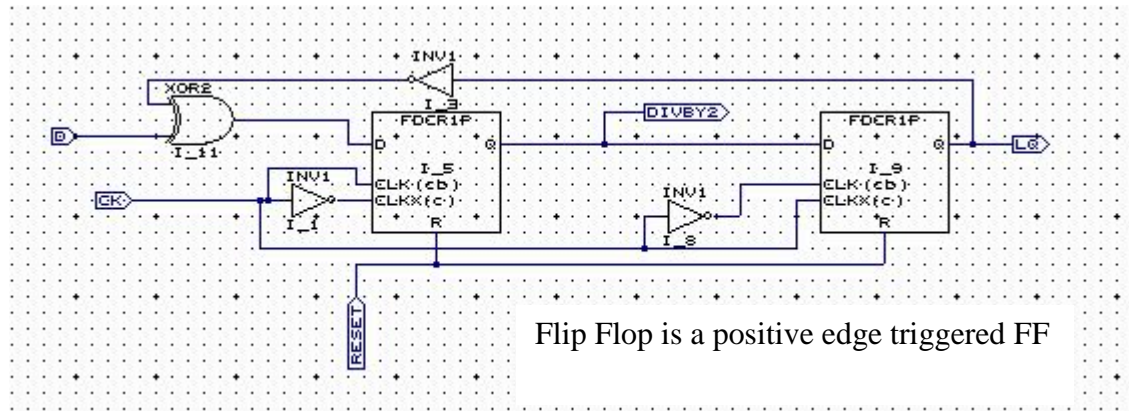 INV1
XOR2
I_3
DIVBY2
FDCR1P
FDCR1P
D
D
Q
D
Q
LQ
I_11
I_5
I_9
INV1
CLK(cb)
INV1
CLK(cb)
CK
CLKX(c)
CLKX(c)
I_1
R
I_8
R
RESET
Flip Flop is a positive edge triggered FF